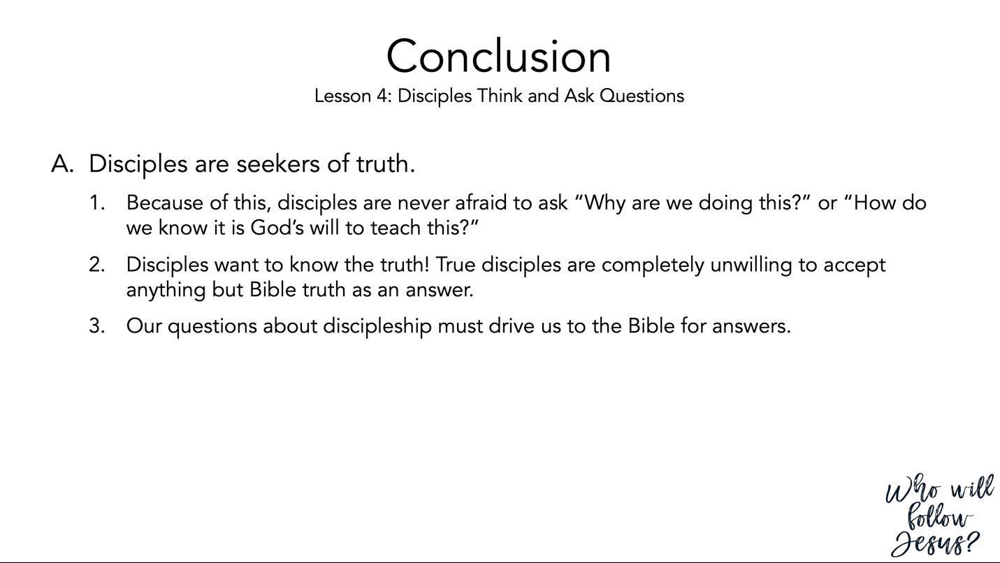 Conclusion
Lesson 4: Disciples Think and Ask Questions
A. Disciples are seekers of truth.
1. Because of this, disciples are never afraid to ask “Why are we doing this?” or “How do
we know it is God’s will to teach this?”
2. Disciples want to know the truth! True disciples are completely unwilling to accept
anything but Bible truth as an answer.
3. Our questions about discipleship must drive us to the Bible for answers.
Who will
follow
Jesus?